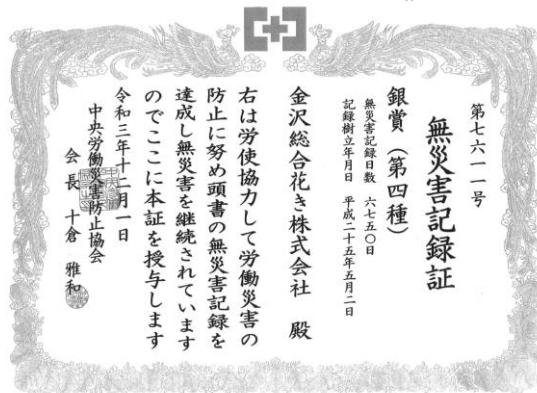 第七六一一号
無災害記録証
銀賞（第四種）
無災害記録日数 六七五〇日
記録樹立年月日 平成二十五年五月二日
金沢総合花き株式会社 殿
右は労使協力して労働災害の
防止に努め頭書の無災害記録を
達成し無災害を継続されています
のでここに本証を授与します
令和三年十二月一日
中央労働災害防止協会
会長 十倉 雅和